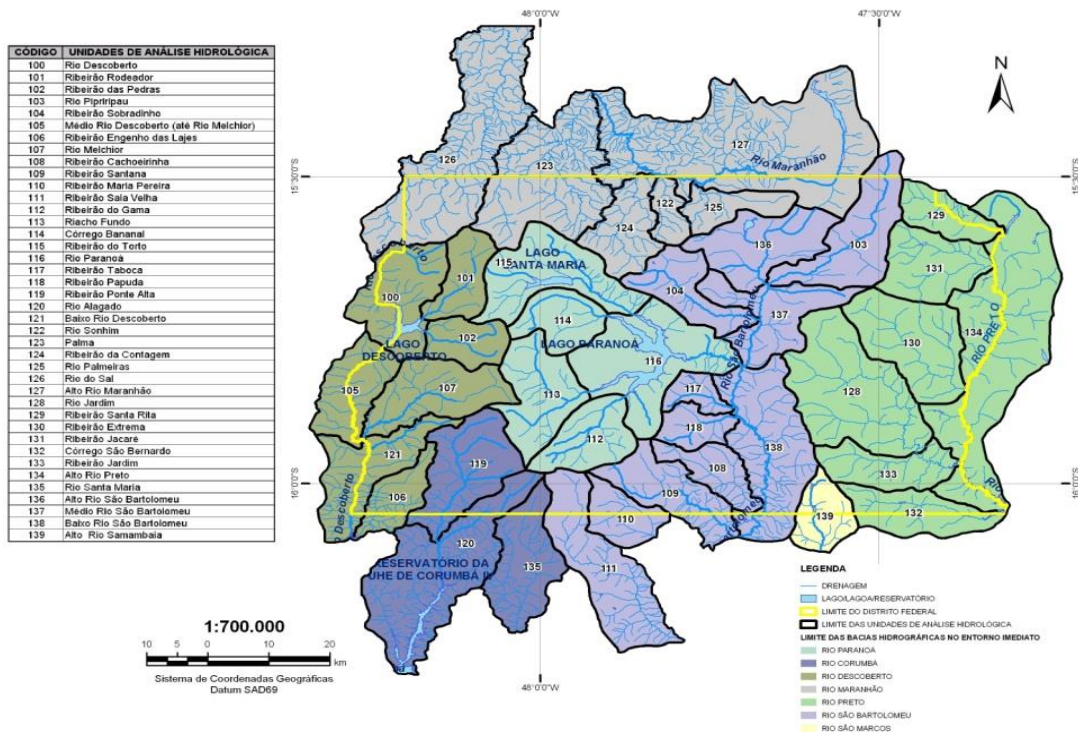 48°0'0"W
47°30'0"W
CÓDIGO UNIDADES DE ANÁLISE HIDROLÓGICA
100 Rio Descoberto
101 Ribeirão Rodeador
102 Ribeirão das Pedras
103 Rio Pipriripau
104 Ribeirão Sobradinho
105 Médio Rio Descoberto (até Rio Melchior)
106 Ribeirão Engenho das Lajes
107 Rio Melchior
108 Ribeirão Cachoeirinha
109 Ribeirão Santana
110 Ribeirão Maria Pereira
111 Ribeirão Saia Velha
112 Ribeirão do Gama
113 Riacho Fundo
114 Córrego Bananal
115 Ribeirão do Torto
116 Rio Paranoá
117 Ribeirão Taboca
118 Ribeirão Papuda
119 Ribeirão Ponte Alta
120 Rio Alagado
121 Baixo Rio Descoberto
122 Rio Sonhim
123 Palma
124 Ribeirão da Contagem
125 Rio Palmeiras
126 Rio do Sal
127 Alto Rio Maranhão
128 Rio Jardim
129 Ribeirão Santa Rita
130 Ribeirão Extrema
131 Ribeirão Jacaré
132 Córrego São Bernardo
133 Ribeirão Jardim
134 Alto Rio Preto
135 Rio Santa Maria
136 Alto Rio São Bartolomeu
137 Médio Rio São Bartolomeu
138 Baixo Rio São Bartolomeu
139 Alto Rio Samambaia
N
15°30'0"S
15°30'0"S
16°0'0"S
16°0'0"S
126
123
127
Rio Maranhão
122
125
124
129
136
103
131
115
LAGO
SANTA MARIA
101
100
104
137
134
RIO PRETO
114
102
LAGO
DESCOBERTO
LAGO PARANOÁ
116
130
Rio São Bartolomeu
105
107
113
117
128
118
112
138
121
119
108
133
106
109
Descoberto
139
132
110
120
135
RESERVATÓRIO DA
UHE DE CORUMBÁ
111
1:700.000
10 5 0 10 20
km
Sistema de Coordenadas Geográficas
Datum SAD69
48°0'0"W
LEGENDA
DRENAGEM
LAGO/LAGOA/RESERVATÓRIO
LIMITE DO DISTRITO FEDERAL
LIMITE DAS UNIDADES DE ANÁLISE HIDROLÓGICA
LIMITE DAS BACIAS HIDROGRÁFICAS NO ENTORNO IMEDIATO
RIO PARANOÁ
RIO CORUMBÁ
RIO DESCOBERTO
RIO MARANHÃO
RIO PRETO
RIO SÃO BARTOLOMEU
RIO SÃO MARCOS